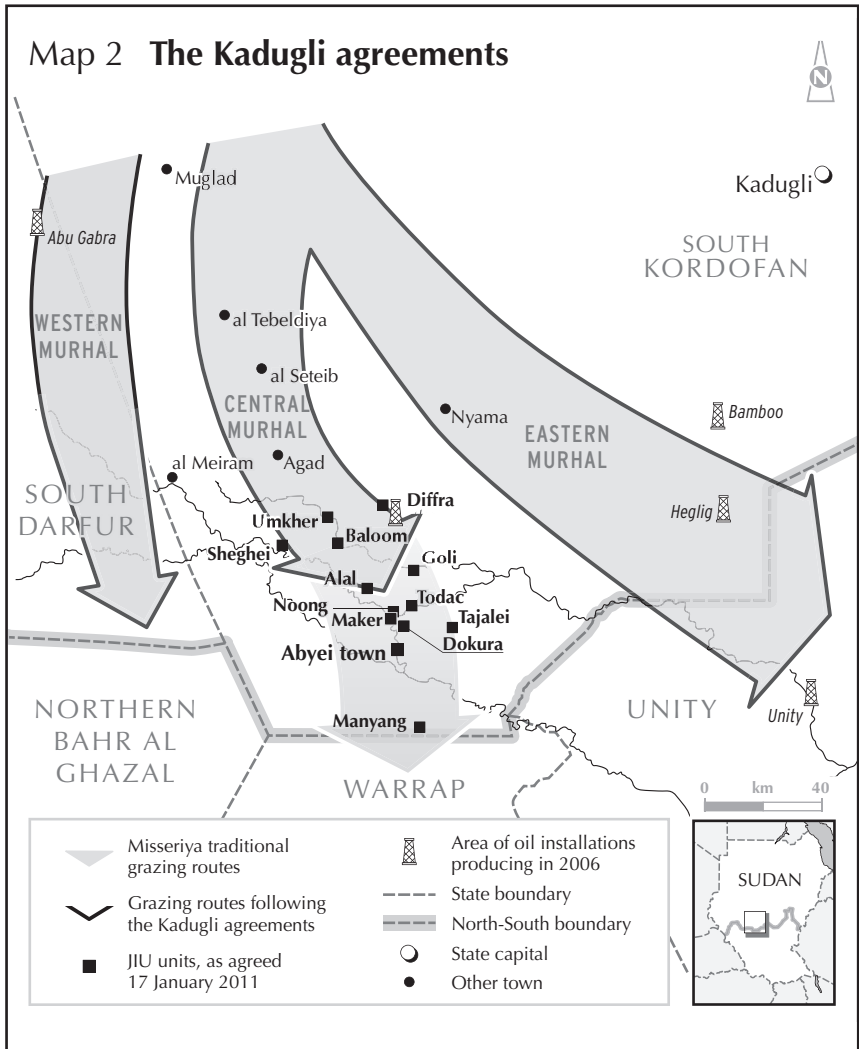 Map 2 The Kadugli agreements
N
Muglad
Kadugli
Abu Gabra
SOUTH
KORDOFAN
WESTERN
MURHAL
al Tebeldiya
al Seteib
CENTRAL
MURHAL
Nyama
Bamboo
EASTERN
MURHAL
al Meiram
Agad
SOUTH
DARFUR
Diffra
Heglig
Umkher
Baloom
Sheghei
Goli
Alal
Todac
Noong
Maker
Tajalei
Dokura
Abyei town
Manyang
NORTHERN
BAHR AL
GHAZAL
UNITY
Unity
WARRAP
0 km 40
Misseriya traditional
grazing routes
Grazing routes following
the Kadugli agreements
JIU units, as agreed
17 January 2011
Area of oil installations
producing in 2006
State boundary
North-South boundary
State capital
Other town
SUDAN